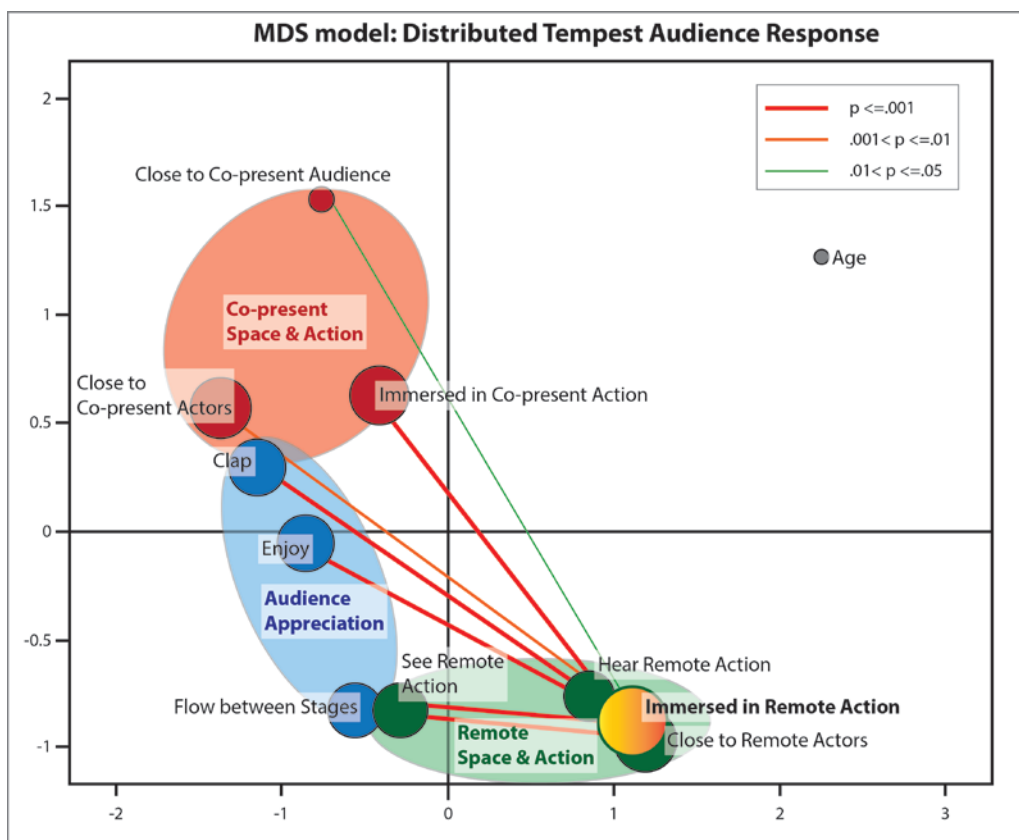 MDS model: Distributed Tempest Audience Response
p <=.001
.001< p <=.01
.01< p <=.05
2
1.5
1
0.5
0
-0.5
-1
Close to Co-present Audience
Age
Co-present
Space & Action
Close to
Co-present Actors
Immersed in Co-present Action
Clap
Enjoy
Audience
Appreciation
See Remote
Action
Hear Remote Action
Flow between Stages
Immersed in Remote Action
Remote
Space & Action
Close to Remote Actors
-2
-1
0
1
2
3